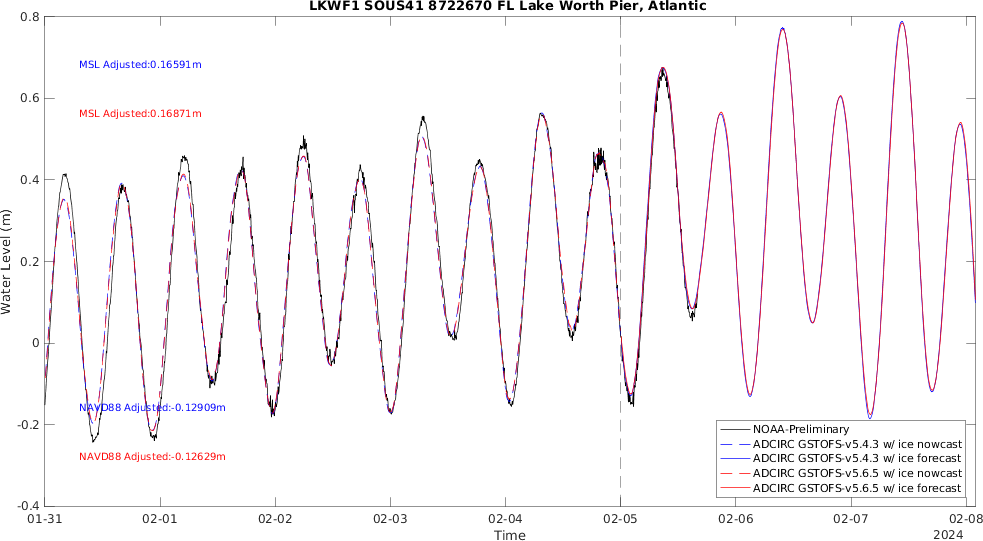 LKWF1 SOUS41 8722670 FL Lake Worth Pier, Atlantic
0.8
0.6
0.4
0.2
0
-0.2
-0.4
Water Level (m)
MSL Adjusted:0.16591m
MSL Adjusted:0.16871m
NAVD88 Adjusted:-0.12909m
NAVD88 Adjusted:-0.12629m
NOAA-Preliminary
ADCIRC GSTOFS-v5.4.3 w/ ice nowcast
ADCIRC GSTOFS-v5.4.3 w/ ice forecast
ADCIRC GSTOFS-v5.6.5 w/ ice nowcast
ADCIRC GSTOFS-v5.6.5 w/ ice forecast
01-31 02-01 02-02 02-03 02-04 02-05 02-06 02-07 02-08
Time
2024